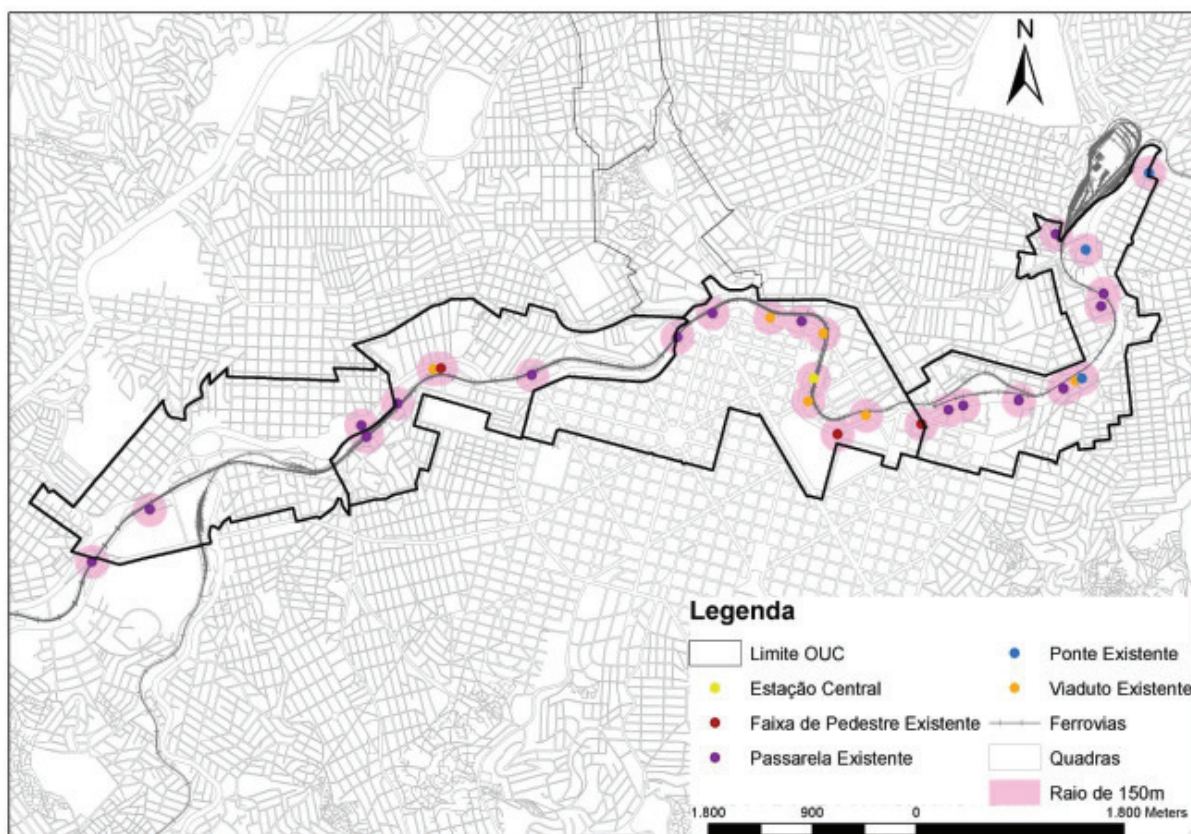 N
Legenda
Limite OUC
Estação Central
Faixa de Pedestre Existente
Passarela Existente
Ponte Existente
Viaduto Existente
Ferrovias
Quadras
Raio de 150m
1.800 900 0 1.800 Meters